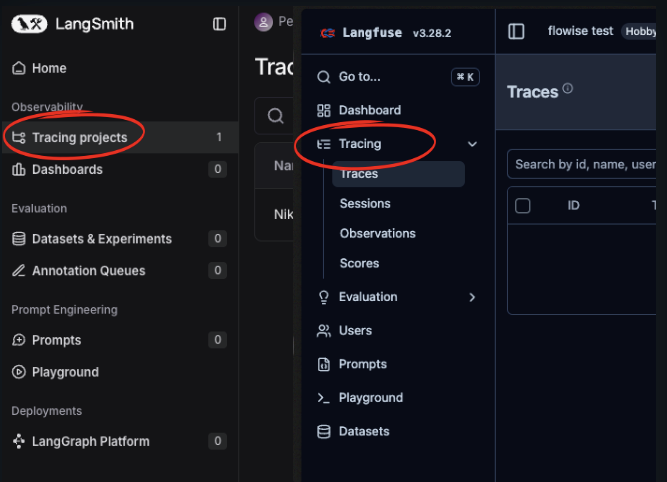 LangSmith
Home
Observability
Tracing projects 1
Dashboards 0
Evaluation
Datasets & Experiments 0
Annotation Queues 0
Prompt Engineering
Prompts 0
Playground
Deployments
LangGraph Platform 0
Pe
Trac
Nik
Langfuse v3.28.2
Go to... ⌘ K
Dashboard
Tracing
Traces
Sessions
Observations
Scores
Evaluation
Users
Prompts
Playground
Datasets
flowise test Hobby
Traces
Search by id, name, user
ID T